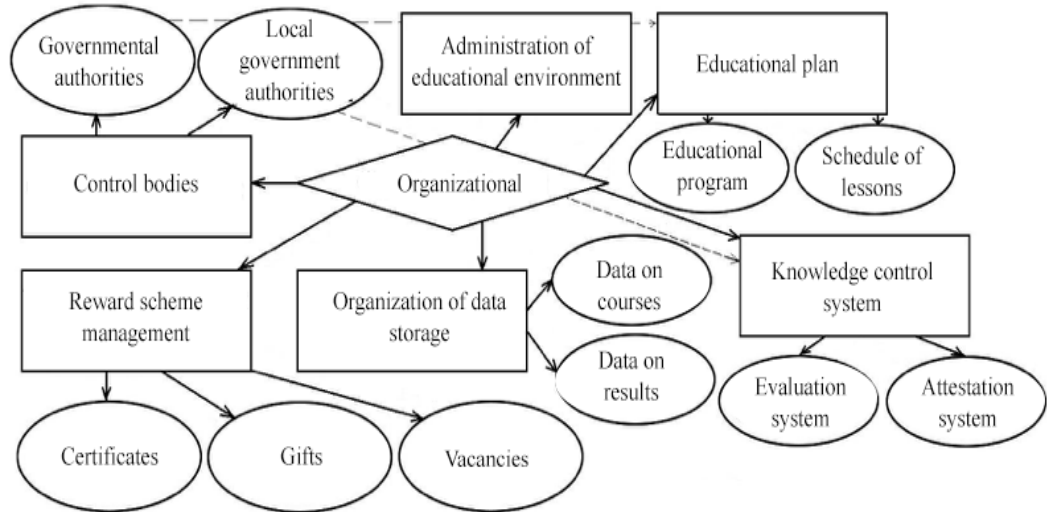 Governmental
authorities
Local
government
authorities
Administration of
educational environment
Educational plan
Control bodies
Organizational
Educational
program
Schedule of
lessons
Reward scheme
management
Organization of data
storage
Data on
courses
Knowledge control
system
Data on
results
Evaluation
system
Attestation
system
Certificates
Gifts
Vacancies